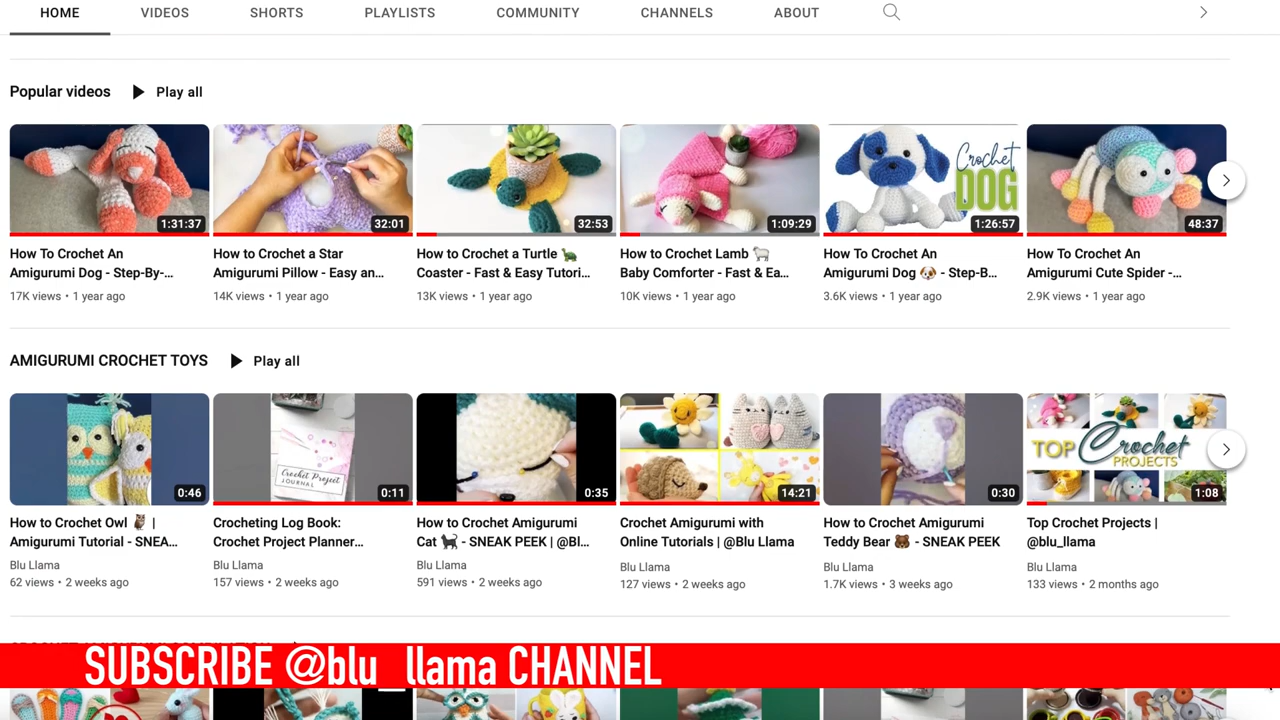 HOME VIDEOS SHORTS PLAYLISTS COMMUNITY CHANNELS ABOUT
Popular videos Play all
Crochet
DOG
1:31:37
32:01
32:53
1:09:29
1:26:57
48:37
How To Crochet An
Amigurumi Dog - Step-By-...
17K views • 1 year ago
How to Crochet a Star
Amigurumi Pillow - Easy an...
14K views • 1 year ago
How to Crochet a Turtle 🐢
Coaster - Fast & Easy Tutori...
13K views • 1 year ago
How to Crochet Lamb 🐑
Baby Comforter - Fast & Ea...
10K views • 1 year ago
How To Crochet An
Amigurumi Dog 🐶 - Step-B...
3.6K views • 1 year ago
How To Crochet An
Amigurumi Cute Spider -...
2.9K views • 1 year ago
AMIGURUMI CROCHET TOYS Play all
Crochet Project
JOURNAL
TOP Crochet
PROJECTS
0:46
0:11
0:35
14:21
0:30
1:08
How to Crochet Owl 🦉 |
Amigurumi Tutorial - SNEA...
Blu Llama
62 views • 2 weeks ago
Crocheting Log Book:
Crochet Project Planner...
Blu Llama
157 views • 2 weeks ago
How to Crochet Amigurumi
Cat 🐈‍⬛ - SNEAK PEEK | @Bl...
Blu Llama
591 views • 2 weeks ago
Crochet Amigurumi with
Online Tutorials | @Blu Llama
Blu Llama
127 views • 2 weeks ago
How to Crochet Amigurumi
Teddy Bear 🐻 - SNEAK PEEK
Blu Llama
1.7K views • 3 weeks ago
Top Crochet Projects |
@blu_llama
Blu Llama
133 views • 2 months ago
SUBSCRIBE @blu_llama CHANNEL